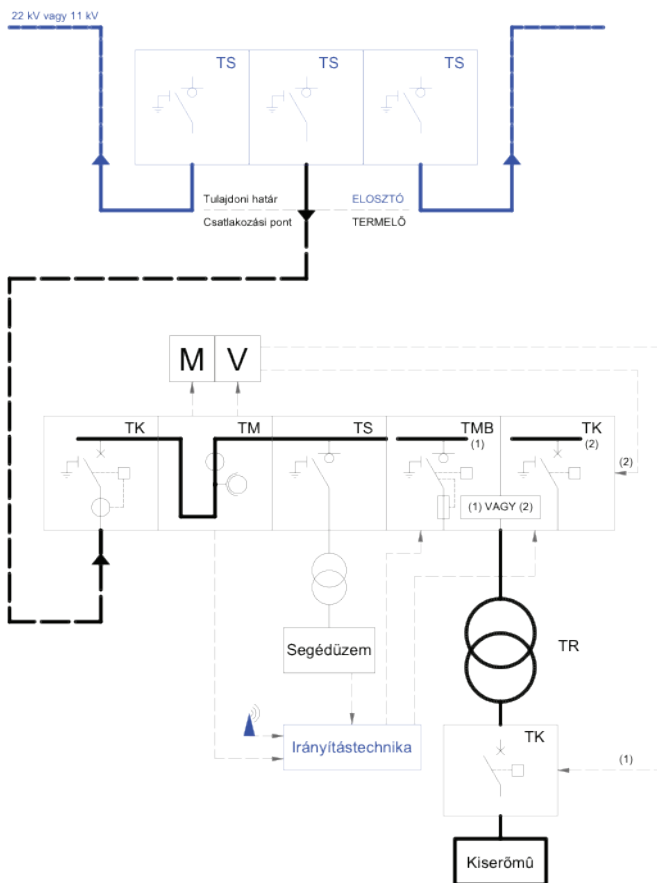 22 kV vagy 11 kV
TS
TS
TS
Tulajdoni határ
ELOSZTÓ
Csatlakozási pont
TERMELŐ
M
V
TK
TM
TS
TMB
(1)
TK
(2)
(2)
(1) VAGY (2)
TR
Segédüzem
Irányítástechnika
TK
(1)
Kiserőmû